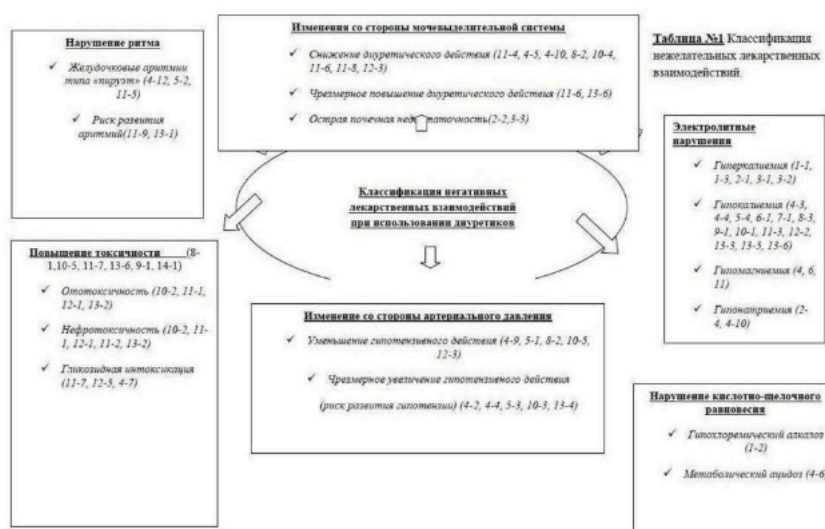 Нарушение ритма
✓ Желудочковые аритмии
типа «пируэт» (4-12, 5-2,
11-5)
✓ Риск развития
аритмий(11-9, 13-1)
Изменения со стороны мочевыделительной системы
✓ Снижение диуретического действия (11-4, 4-5, 4-10, 8-2, 10-4,
11-6, 11-8, 12-3)
✓ Чрезмерное повышение диуретического действия (11-6, 13-6)
✓ Острая почечная недостаточность(2-2,3-3)
Таблица №1 Классификация
нежелательных лекарственных
взаимодействий.
Электролитные
нарушения
✓ Гиперкалиемия (1-1,
1-3, 2-1, 3-1, 3-2)
✓ Гипокалиемия (4-3,
4-4, 5-4, 6-1, 7-1, 8-3,
9-1, 10-1, 11-3, 12-2,
13-3, 13-5, 13-6)
✓ Гипомагниемия (4, 6,
11)
✓ Гипонатриемия (2-
4, 4-10)
Классификация негативных
лекарственных взаимодействий
при использовании диуретиков
Повышение токсичности (8-
1,10-5, 11-7, 13-6, 9-1, 14-1)
✓ Ототоксичность (10-2, 11-1,
12-1, 13-2)
✓ Нефротоксичность (10-2, 11-
1, 12-1, 11-2, 13-2)
✓ Гликозидная интоксикация
(11-7, 12-5, 4-7)
Изменение со стороны артериального давления
✓ Уменьшение гипотензивного действия (4-9, 5-1, 8-2, 10-5,
12-3)
✓ Чрезмерное увеличение гипотензивного действия
(риск развития гипотензии) (4-2, 4-4, 5-3, 10-3, 13-4)
Нарушение кислотно-щелочного
равновесия
✓ Гипохлоремический алкалоз
(1-2)
✓ Метаболический ацидоз (4-6)